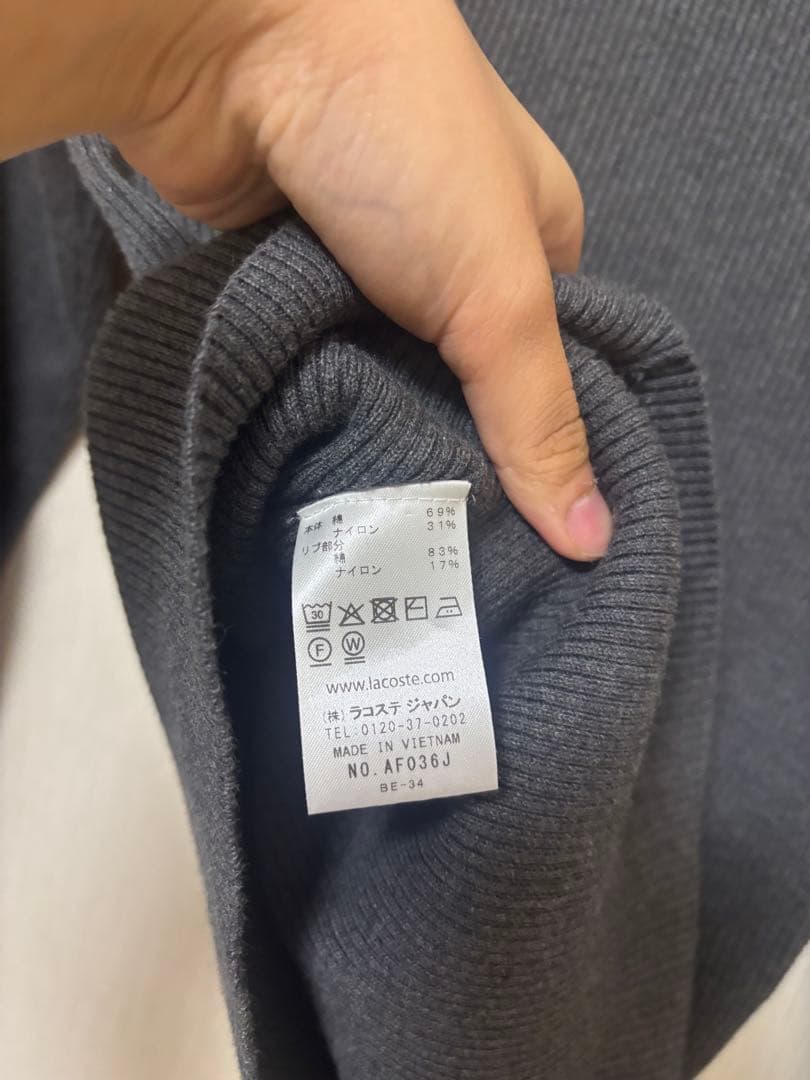 本体 綿 69%
ナイロン 31%
リブ部分
綿 83%
ナイロン 17%
30
F W
www.lacoste.com
(株) ラコステ ジャパン
TEL:0120-37-0202
MADE IN VIETNAM
NO. AF036J
BE-34